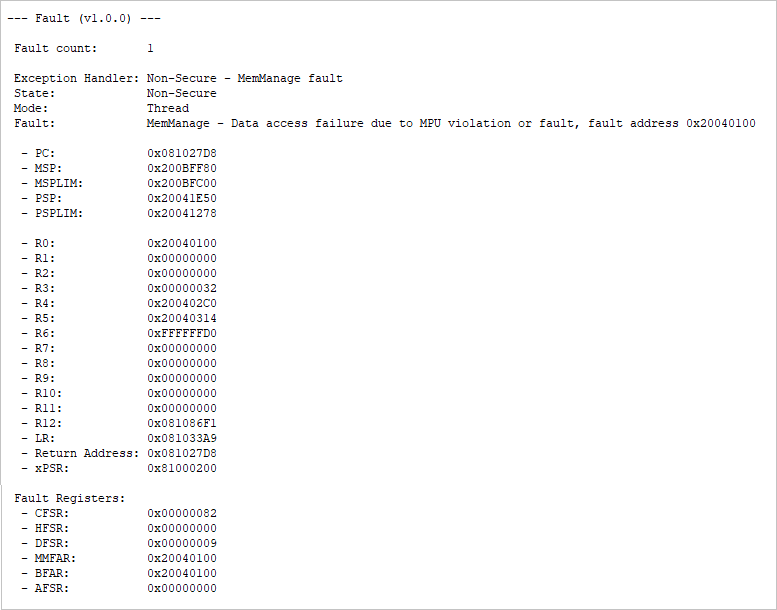 --- Fault (v1.0.0) ---
Fault count: 1
Exception Handler: Non-Secure - MemManage fault
State: Non-Secure
Mode: Thread
Fault: MemManage - Data access failure due to MPU violation or fault, fault address 0x20040100
- PC: 0x081027D8
- MSP: 0x200BFF80
- MSPLIM: 0x200BFC00
- PSP: 0x20041E50
- PSPLIM: 0x20041278
- R0: 0x20040100
- R1: 0x00000000
- R2: 0x00000000
- R3: 0x00000032
- R4: 0x200402C0
- R5: 0x20040314
- R6: 0xFFFFFFD0
- R7: 0x00000000
- R8: 0x00000000
- R9: 0x00000000
- R10: 0x00000000
- R11: 0x00000000
- R12: 0x081086F1
- LR: 0x081033A9
- Return Address: 0x081027D8
- xPSR: 0x81000200
Fault Registers:
- CFSR: 0x00000082
- HFSR: 0x00000000
- DFSR: 0x00000009
- MMFAR: 0x20040100
- BFAR: 0x20040100
- AFSR: 0x00000000